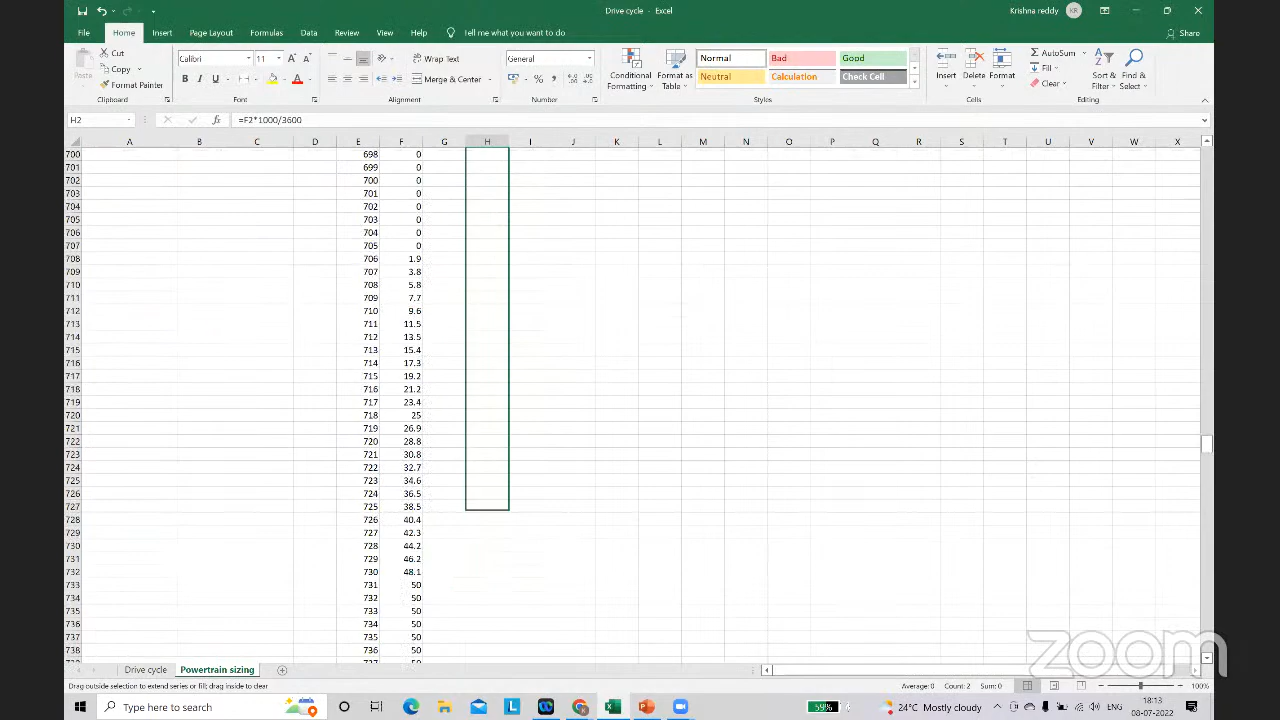 Drive cycle - Excel
Krishna reddy
KR
File Home Insert Page Layout Formulas Data Review View Help Tell me what you want to do
Share
Paste
Cut
Copy
Format Painter
Clipboard
Calibri 11
B I U
Font
Wrap Text
Merge & Center
Alignment
General
Number
Conditional Formatting
Format as Table
Normal Bad Good
Neutral Calculation Check Cell
Styles
Insert Delete Format
Cells
AutoSum
Fill
Clear
Sort & Filter
Find & Select
Editing
H2 fx =F2*1000/3600
A B C D E F G H I J K L M N O P Q R S T U V W X
700 698 0
701 699 0
702 700 0
703 701 0
704 702 0
705 703 0
706 704 0
707 705 0
708 706 1.9
709 707 3.8
710 708 5.8
711 709 7.7
712 710 9.6
713 711 11.5
714 712 13.5
715 713 15.4
716 714 17.3
717 715 19.2
718 716 21.2
719 717 23.4
720 718 25
721 719 26.9
722 720 28.8
723 721 30.8
724 722 32.7
725 723 34.6
726 724 36.5
727 725 38.5
728 726 40.4
729 727 42.3
730 728 44.2
731 729 46.2
732 730 48.1
733 731 50
734 732 50
735 733 50
736 734 50
737 735 50
738 736 50
zoom
Drive cycle Powertrain sizing
Drag outside selection to extend series or fill; drag inside to clear
Average: 0 Count: 2 Sum: 0
100%
Type here to search
59%
24°C Mostly cloudy
ENG
18:13
08-07-2022